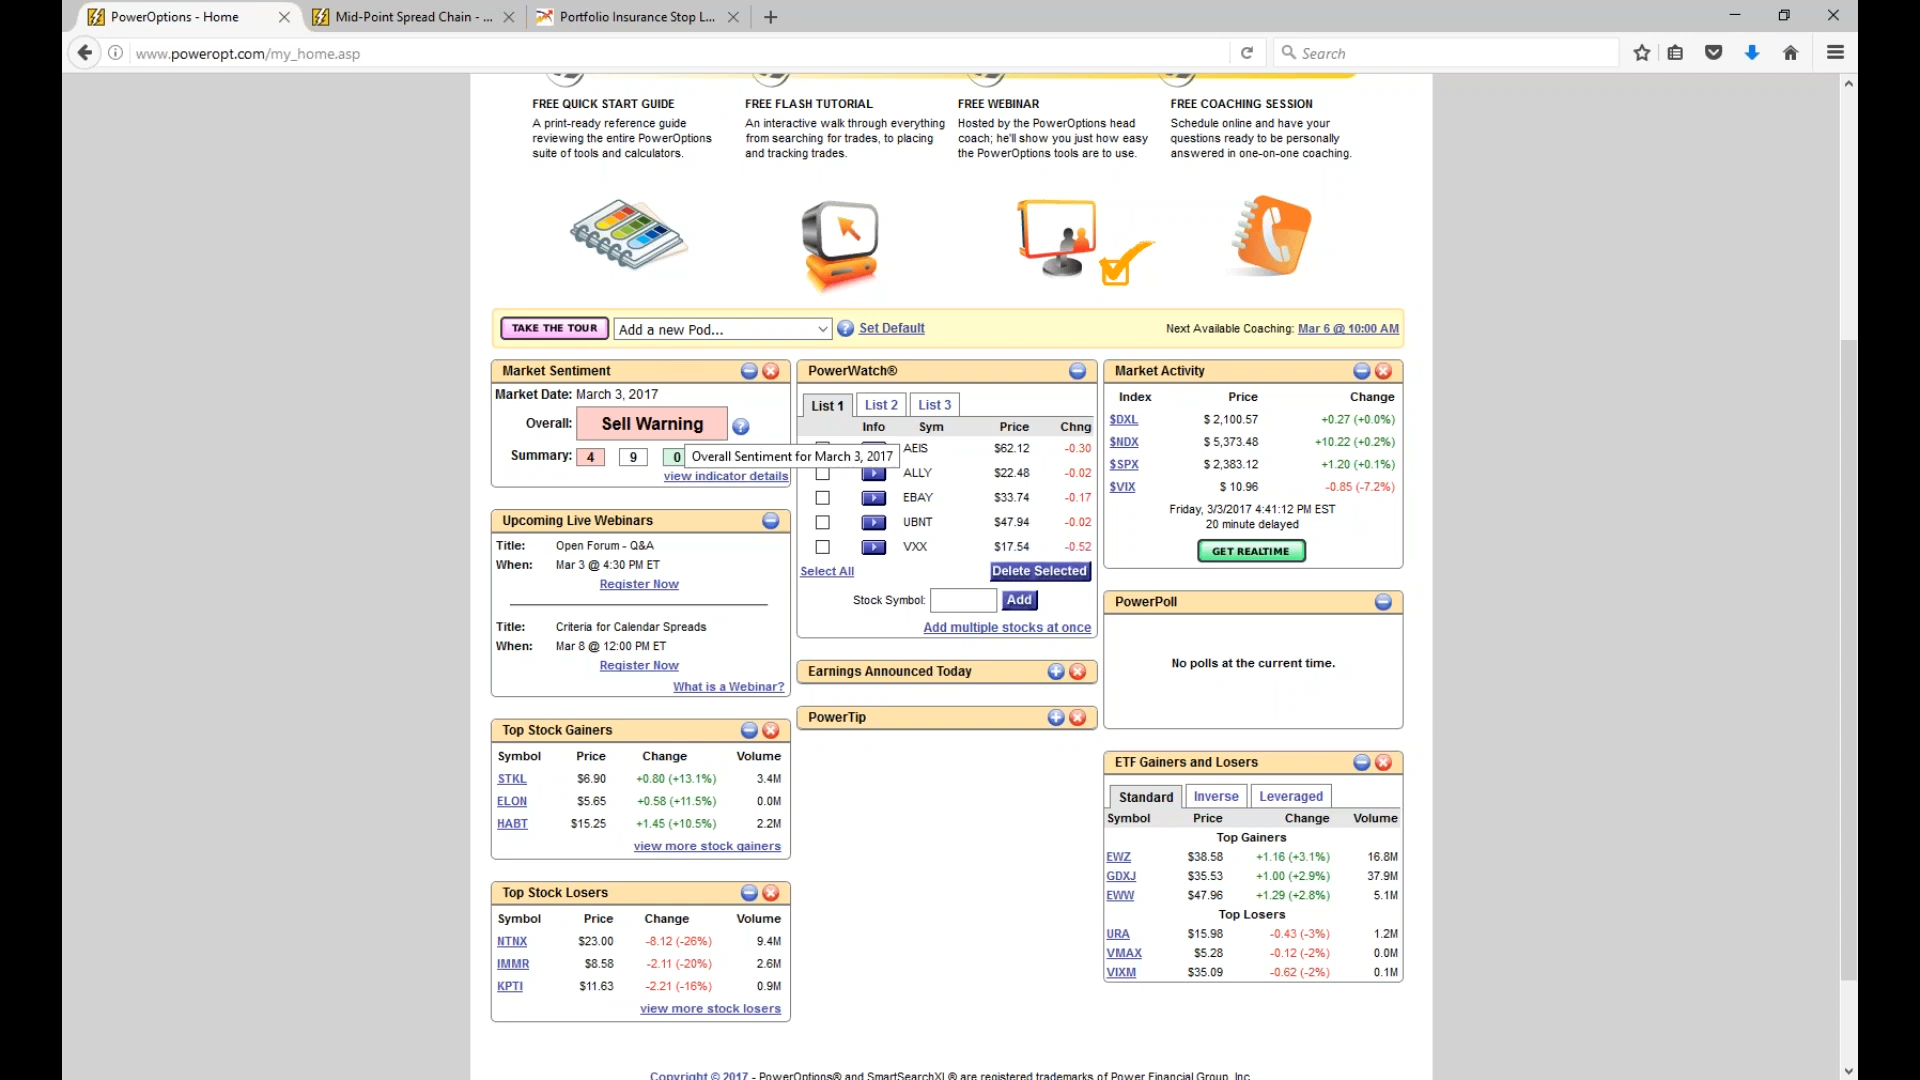 PowerOptions - Home
Mid-Point Spread Chain - ...
Portfolio Insurance Stop L...
www.poweropt.com/my_home.asp
Search
FREE QUICK START GUIDE
A print-ready reference guide
reviewing the entire PowerOptions
suite of tools and calculators.
FREE FLASH TUTORIAL
An interactive walk through everything
from searching for trades, to placing
and tracking trades.
FREE WEBINAR
Hosted by the PowerOptions head
coach; he'll show you just how easy
the PowerOptions tools are to use.
FREE COACHING SESSION
Schedule online and have your
questions ready to be personally
answered in one-on-one coaching.
TAKE THE TOUR Add a new Pod... ? Set Default Next Available Coaching: Mar 6 @ 10:00 AM
Market Sentiment
Market Date: March 3, 2017
Overall: Sell Warning ?
Summary: 4 9 0
Overall Sentiment for March 3, 2017
view indicator details
Upcoming Live Webinars
Title: Open Forum - Q&A
When: Mar 3 @ 4:30 PM ET
Register Now
Title: Criteria for Calendar Spreads
When: Mar 8 @ 12:00 PM ET
Register Now
What is a Webinar?
Top Stock Gainers
Symbol Price Change Volume
STKL $6.90 +0.80 (+13.1%) 3.4M
ELON $5.65 +0.58 (+11.5%) 0.0M
HABT $15.25 +1.45 (+10.5%) 2.2M
view more stock gainers
Top Stock Losers
Symbol Price Change Volume
NTNX $23.00 -8.12 (-26%) 9.4M
IMMR $8.58 -2.11 (-20%) 2.6M
KPTI $11.63 -2.21 (-16%) 0.9M
view more stock losers
PowerWatch®
List 1 List 2 List 3
Info Sym Price Chng
AEIS $62.12 -0.30
ALLY $22.48 -0.02
EBAY $33.74 -0.17
UBNT $47.94 -0.02
VXX $17.54 -0.52
Select All Delete Selected
Stock Symbol: Add
Add multiple stocks at once
Earnings Announced Today
PowerTip
Market Activity
Index Price Change
$DXL $ 2,100.57 +0.27 (+0.0%)
$NDX $ 5,373.48 +10.22 (+0.2%)
$SPX $ 2,383.12 +1.20 (+0.1%)
$VIX $ 10.96 -0.85 (-7.2%)
Friday, 3/3/2017 4:41:12 PM EST
20 minute delayed
GET REALTIME
PowerPoll
No polls at the current time.
ETF Gainers and Losers
Standard Inverse Leveraged
Symbol Price Change Volume
Top Gainers
EWZ $38.58 +1.16 (+3.1%) 16.8M
GDXJ $35.53 +1.00 (+2.9%) 37.9M
EWW $47.96 +1.29 (+2.8%) 5.1M
Top Losers
URA $15.98 -0.43 (-3%) 1.2M
VMAX $5.28 -0.12 (-2%) 0.0M
VIXM $35.09 -0.62 (-2%) 0.1M
Copyright © 2017 - PowerOptions® and SmartSearchXL® are registered trademarks of Power Financial Group, Inc.